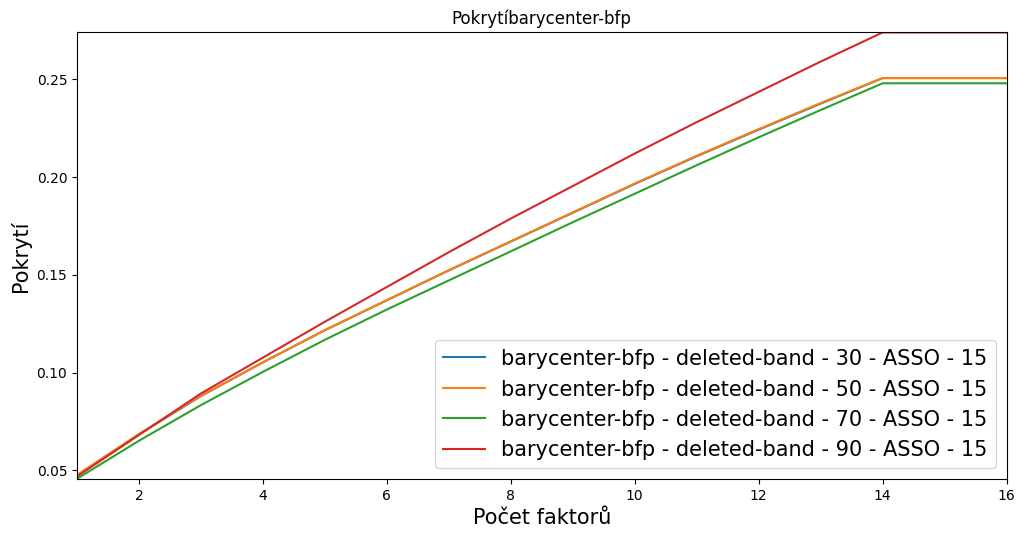 Pokrytíbarycenter-bfp
0.25
0.20
0.15
0.10
0.05
Pokrytí
barycenter-bfp - deleted-band - 30 - ASSO - 15
barycenter-bfp - deleted-band - 50 - ASSO - 15
barycenter-bfp - deleted-band - 70 - ASSO - 15
barycenter-bfp - deleted-band - 90 - ASSO - 15
2 4 6 8 10 12 14 16
Počet faktorů